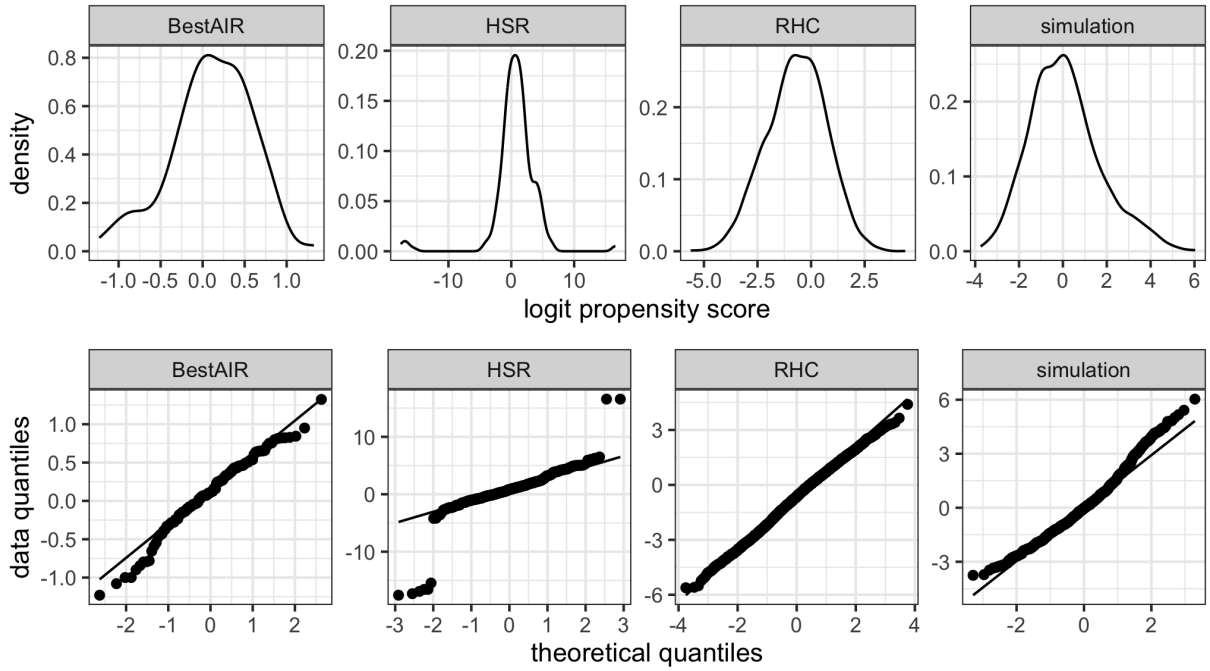 BestAIR HSR RHC simulation
density
0.8
0.6
0.4
0.2
0.0
0.20
0.15
0.10
0.05
0.00
0.2
0.1
0.0
0.2
0.1
0.0
-1.0 -0.5 0.0 0.5 1.0
-10 0 10
-5.0 -2.5 0.0 2.5
-4 -2 0 2 4 6
logit propensity score
BestAIR HSR RHC simulation
data quantiles
1.0
0.5
0.0
-0.5
-1.0
10
0
-10
3
0
-3
-6
6
3
0
-3
-2 -1 0 1 2
-3 -2 -1 0 1 2 3
-4 -2 0 2 4
-2 0 2
theoretical quantiles